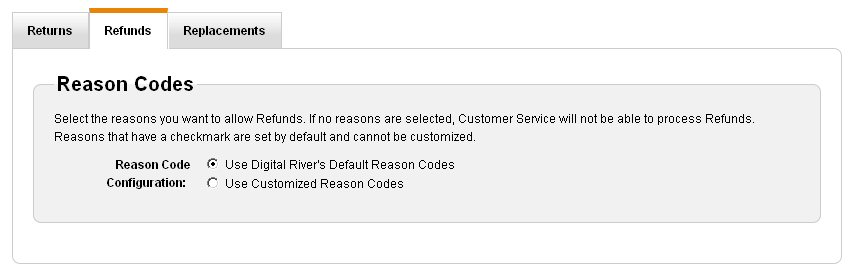 Returns Refunds Replacements
Reason Codes
Select the reasons you want to allow Refunds. If no reasons are selected, Customer Service will not be able to process Refunds.
Reasons that have a checkmark are set by default and cannot be customized.
Reason Code Use Digital River's Default Reason Codes
Configuration: Use Customized Reason Codes